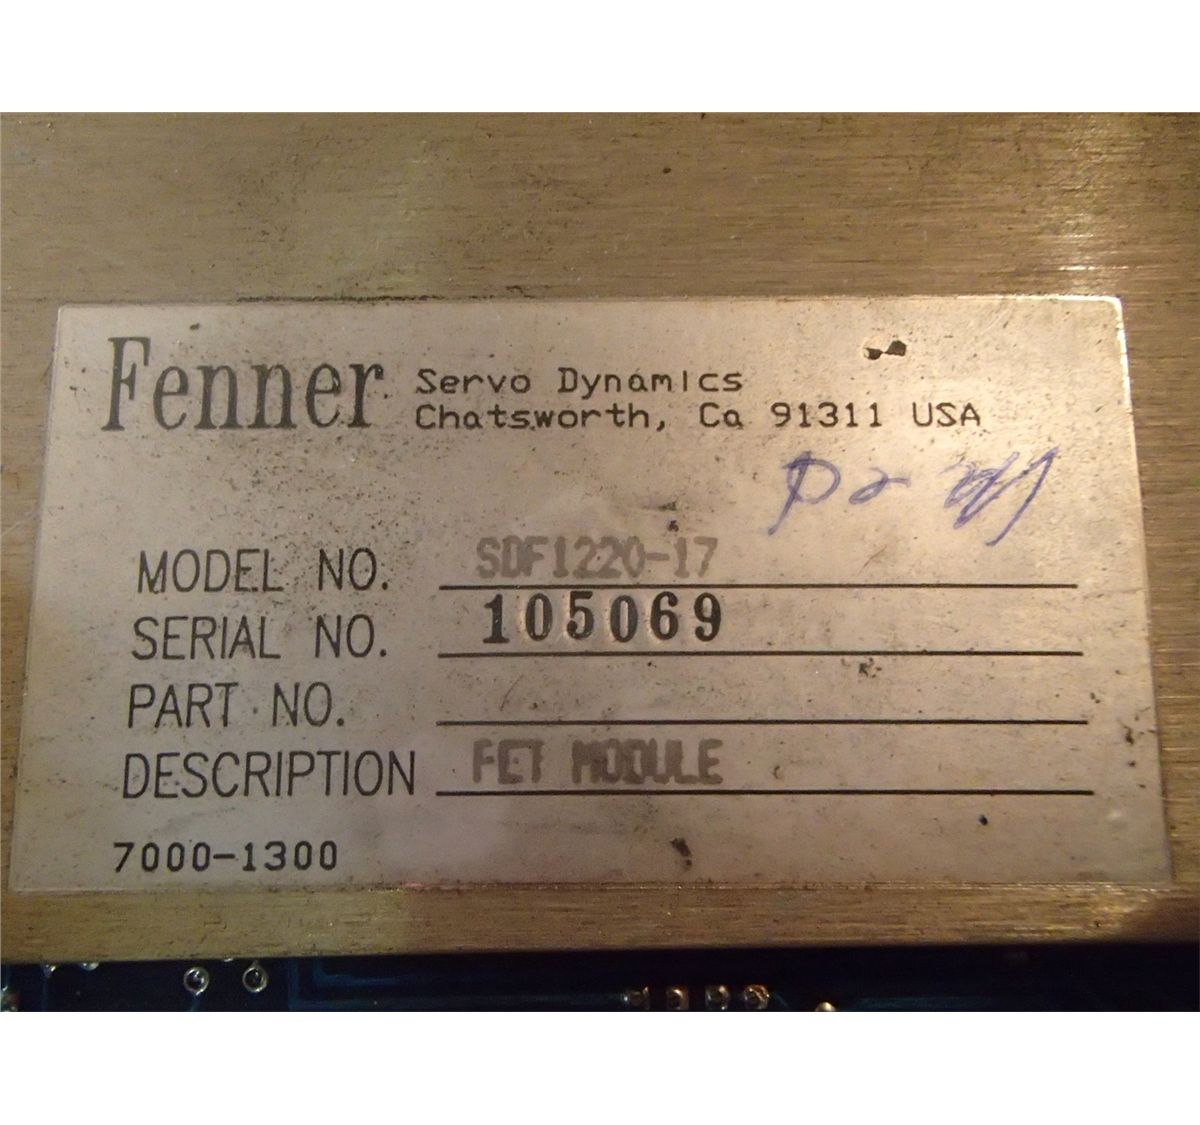 Fenner Servo Dynamics
Chatsworth, Ca 91311 USA
MODEL NO. SDF1220-17
SERIAL NO. 105069
PART NO.
DESCRIPTION FET MODULE
7000-1300